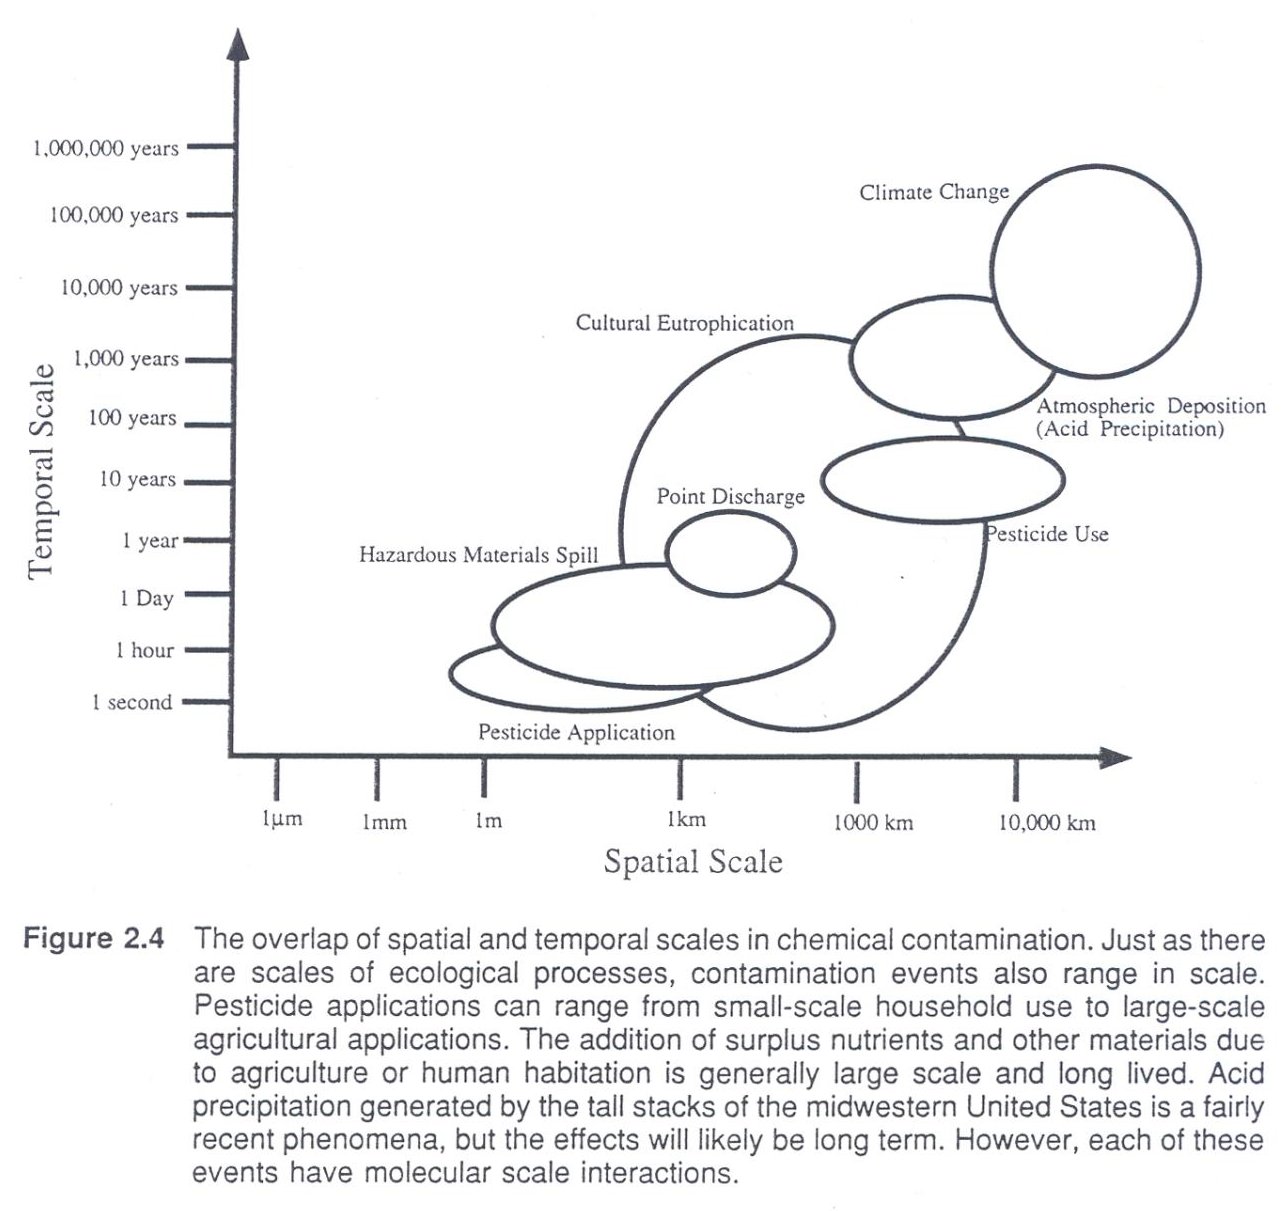 1,000,000 years
Climate Change
100,000 years
10,000 years
Cultural Eutrophication
1,000 years
Atmospheric Deposition
(Acid Precipitation)
100 years
10 years
Point Discharge
Pesticide Use
1 year
Hazardous Materials Spill
1 Day
1 hour
1 second
Pesticide Application
Temporal Scale
1μm
1mm
1m
1km
1000 km
10,000 km
Spatial Scale
Figure 2.4 The overlap of spatial and temporal scales in chemical contamination. Just as there
are scales of ecological processes, contamination events also range in scale.
Pesticide applications can range from small-scale household use to large-scale
agricultural applications. The addition of surplus nutrients and other materials due
to agriculture or human habitation is generally large scale and long lived. Acid
precipitation generated by the tall stacks of the midwestern United States is a fairly
recent phenomena, but the effects will likely be long term. However, each of these
events have molecular scale interactions.